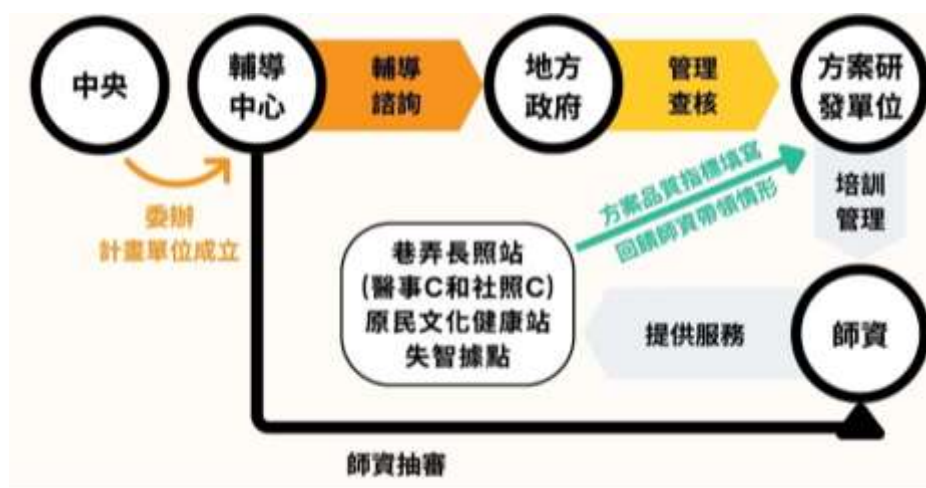 中央
輔導
中心
輔導
諮詢
地方
政府
管理
查核
方案研
發單位
委辦
計畫單位成立
方案品質指標填寫
回饋師資帶領情形
培訓
管理
巷弄長照站
(醫事C和社照C)
原民文化健康站
失智據點
提供服務
師資
師資抽審